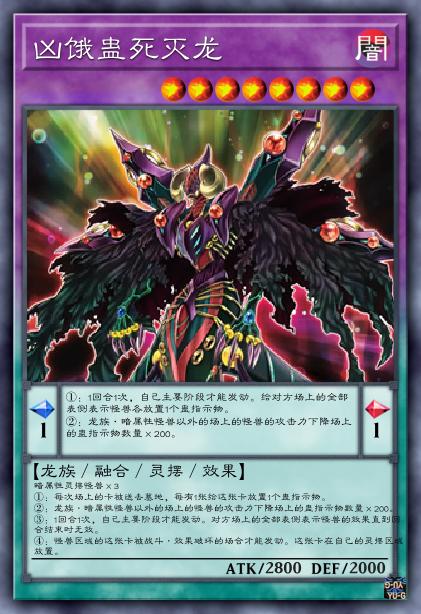 凶饿蛊死灭龙
闇
①：1回合1次，自己主要阶段才能发动。给对方场上的全部
表侧表示怪兽各放置1个蛊指示物。
②：龙族·暗属性怪兽以外的场上的怪兽的攻击力下降场上
的蛊指示物数量×200。
1
1
【龙族／融合／灵摆／效果】
暗属性灵摆怪兽×3
①：每次场上的卡被送去墓地，每有1张给这张卡放置1个蛊指示物。
②：龙族·暗属性怪兽以外的场上的怪兽的攻击力下降场上的蛊指示物数量×200。
③：1回合1次，自己主要阶段才能发动。对方场上的全部表侧表示怪兽的效果直到回
合结束时无效。
④：怪兽区域的这张卡被战斗·效果破坏的场合才能发动。这张卡在自己的灵摆区域
放置。
ATK/2800 DEF/2000